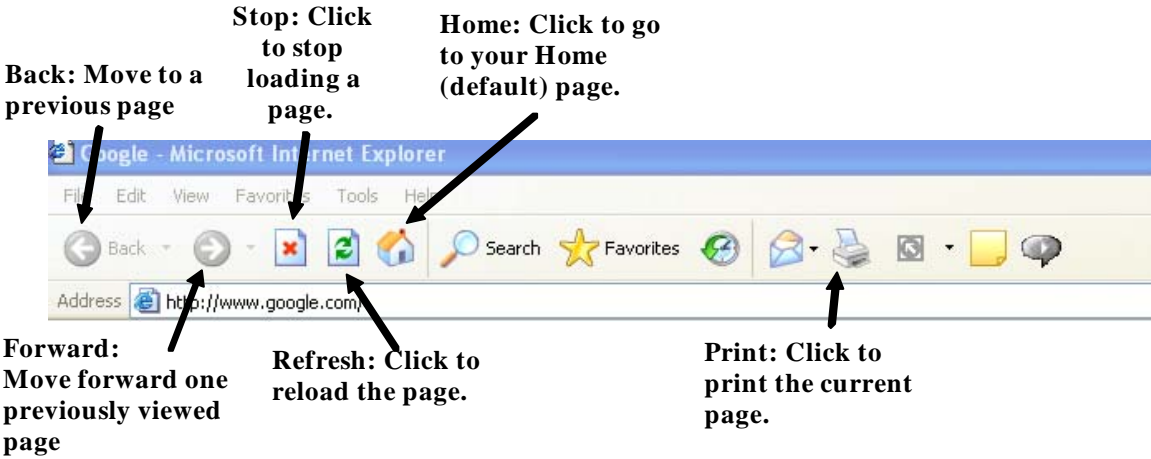 Stop: Click
to stop
loading a
page.
Home: Click to go
to your Home
(default) page.
Back: Move to a
previous page
Google - Microsoft Internet Explorer
File Edit View Favorites Tools Help
Back Search Favorites
Address http://www.google.com/
Forward:
Move forward one
previously viewed
page
Refresh: Click to
reload the page.
Print: Click to
print the current
page.